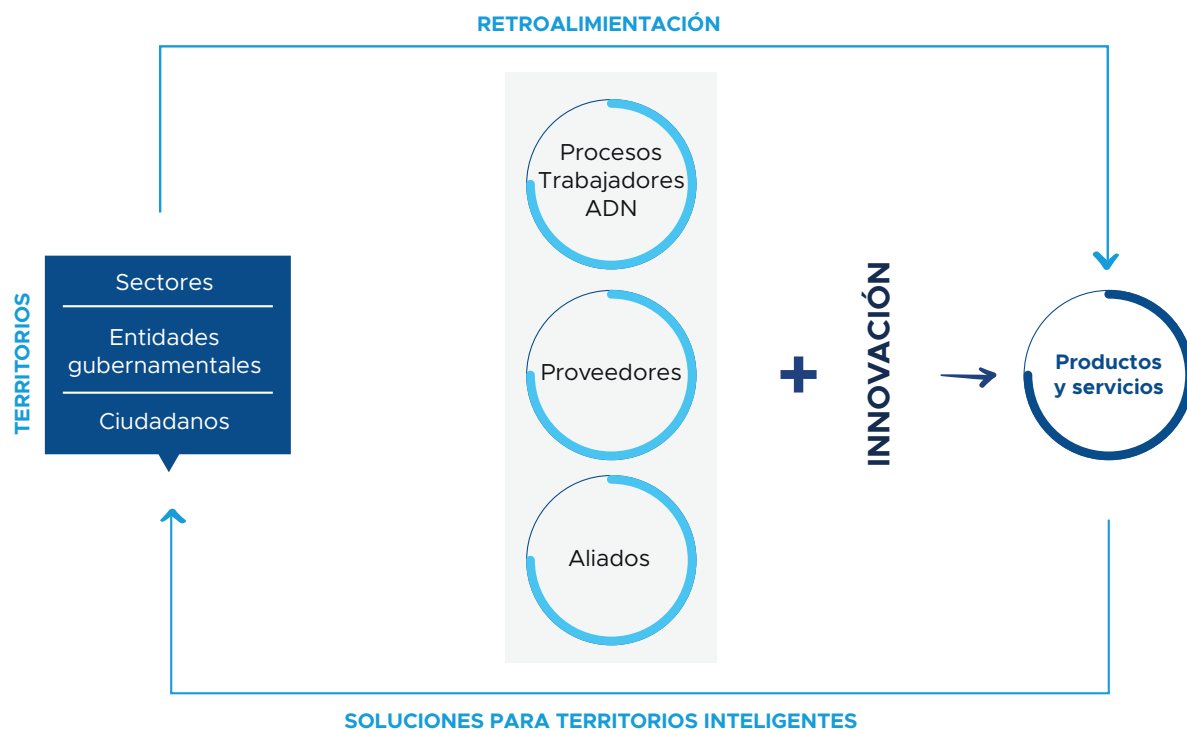 RETROALIMENTACIÓN
TERRITORIOS
Sectores
Entidades
gubernamentales
Ciudadanos
Procesos
Trabajadores
ADN
Proveedores
Aliados
+
INNOVACIÓN
Productos
y servicios
SOLUCIONES PARA TERRITORIOS INTELIGENTES